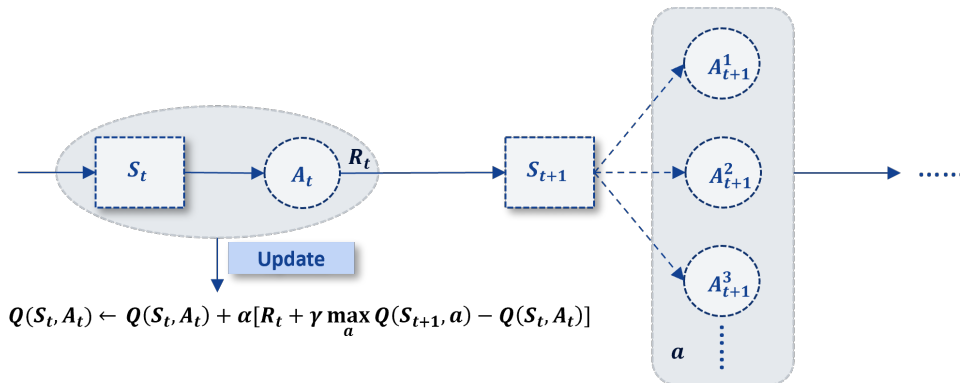 S_t
A_t
R_t
S_{t+1}
A^1_{t+1}
A^2_{t+1}
A^3_{t+1}
a
......
Update
Q(S_t, A_t) ← Q(S_t, A_t) + α[R_t + γ max_a Q(S_{t+1}, a) − Q(S_t, A_t)]